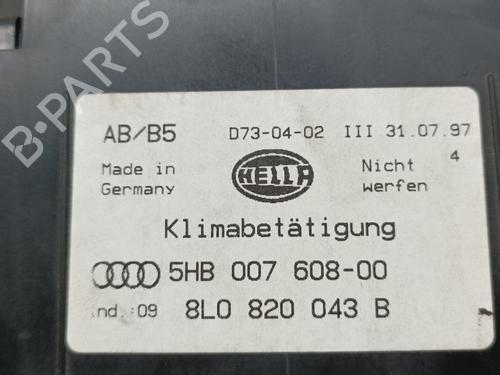 B-PARTS
AB/B5 D73-04-02 III 31.07.97
Made in Germany HELLA Nicht werfen 4
Klimabetätigung
5HB 007 608-00
nd.:09 8L0 820 043 B